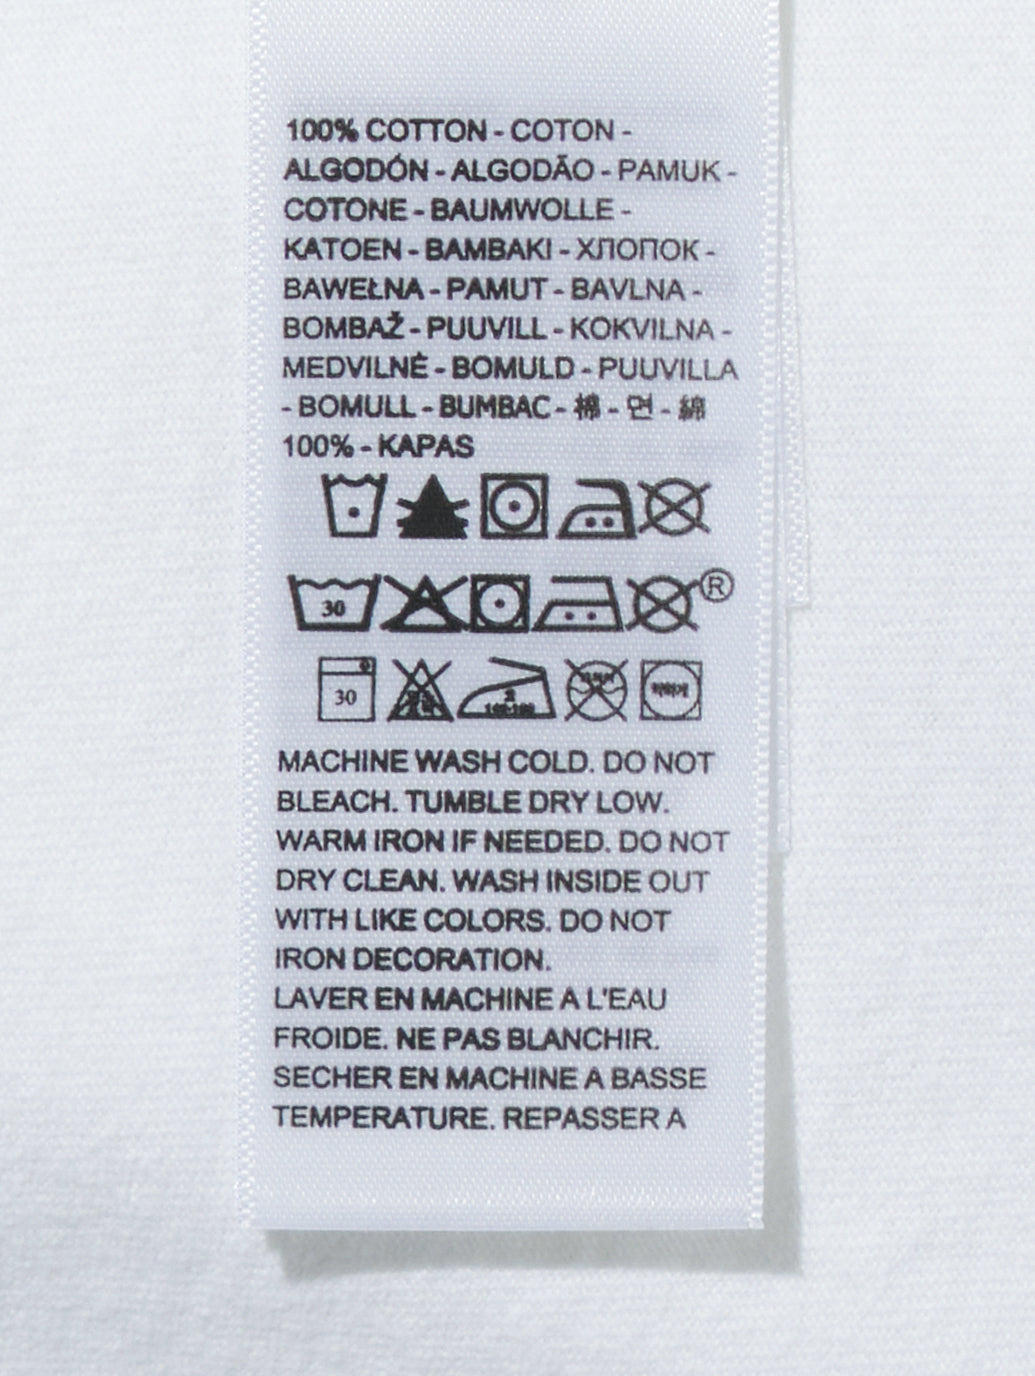 100% COTTON - COTON -
ALGODÓN - ALGODÃO - PAMUK -
COTONE - BAUMWOLLE -
KATOEN - BAMBAKI - ХЛОПОК -
BAWEŁNA - PAMUT - BAVLNA -
BOMBAŽ - PUUVILL - KOKVILNA -
MEDVILNĖ - BOMULD - PUUVILLA
- BOMULL - BUMBAC - 棉 - 면 - 綿
100% - KAPAS
30
®
30
MACHINE WASH COLD. DO NOT
BLEACH. TUMBLE DRY LOW.
WARM IRON IF NEEDED. DO NOT
DRY CLEAN. WASH INSIDE OUT
WITH LIKE COLORS. DO NOT
IRON DECORATION.
LAVER EN MACHINE A L'EAU
FROIDE. NE PAS BLANCHIR.
SECHER EN MACHINE A BASSE
TEMPERATURE. REPASSER A